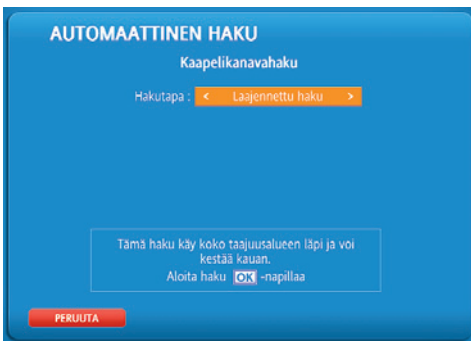 AUTOMAATTINEN HAKU
Kaapelikanavahaku
Hakutapa : < Laajennettu haku >
Tämä haku käy koko taajuusalueen läpi ja voi
kestää kauan.
Aloita haku OK -napillaa
PERUUTA